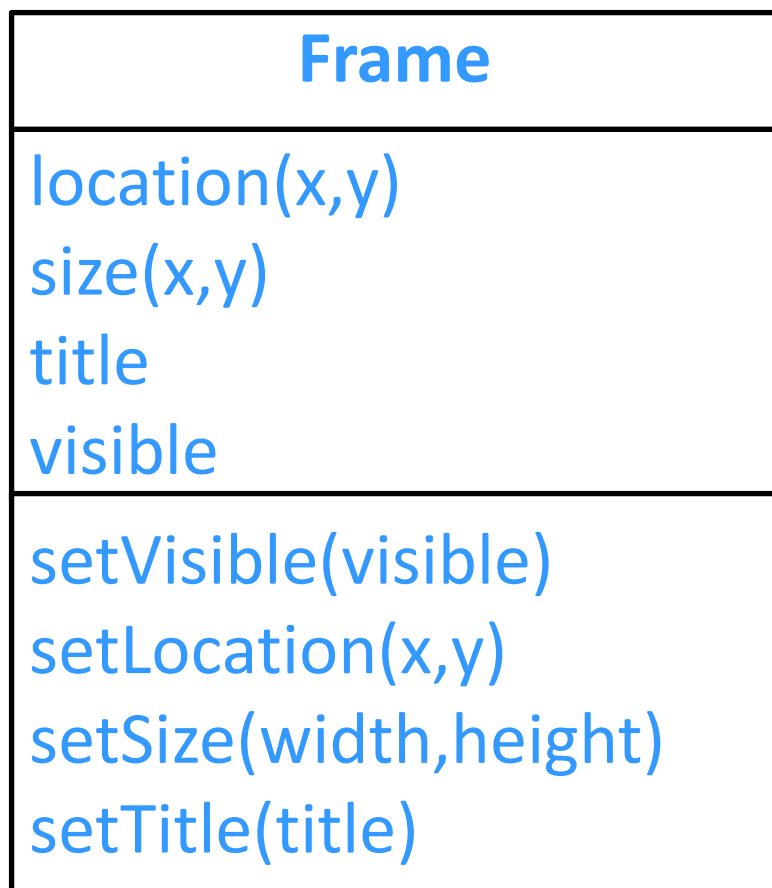 Frame
location(x,y)
size(x,y)
title
visible
setVisible(visible)
setLocation(x,y)
setSize(width,height)
setTitle(title)